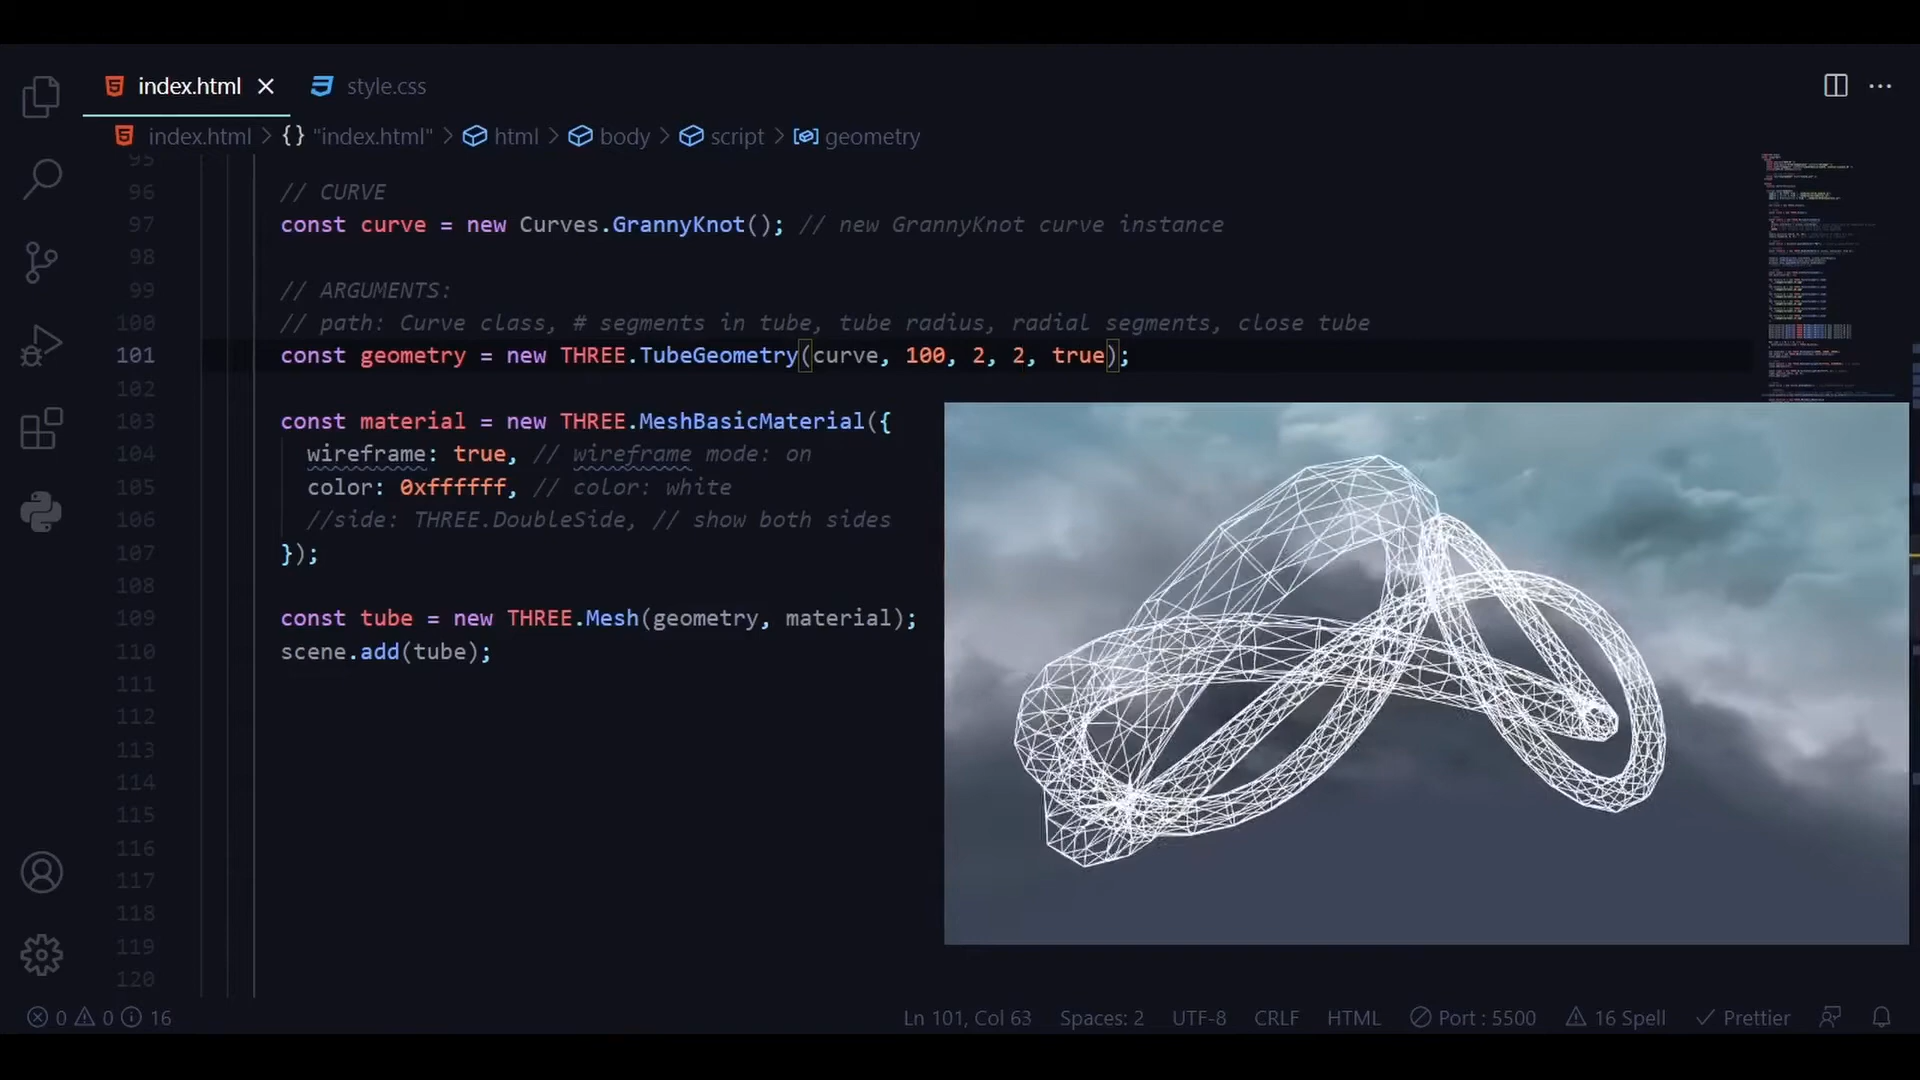 index.html
style.css
index.html > {} "index.html" > html > body > script > geometry
95
96 // CURVE
97 const curve = new Curves.GrannyKnot(); // new GrannyKnot curve instance
98
99 // ARGUMENTS:
100 // path: Curve class, # segments in tube, tube radius, radial segments, close tube
101 const geometry = new THREE.TubeGeometry(curve, 100, 2, 2, true);
102
103 const material = new THREE.MeshBasicMaterial({
104 wireframe: true, // wireframe mode: on
105 color: 0xffffff, // color: white
106 //side: THREE.DoubleSide, // show both sides
107 });
108
109 const tube = new THREE.Mesh(geometry, material);
110 scene.add(tube);
111
112
113
114
115
116
117
118
119
120
0 0 16 Ln 101, Col 63 Spaces: 2 UTF-8 CRLF HTML Port : 5500 16 Spell Prettier